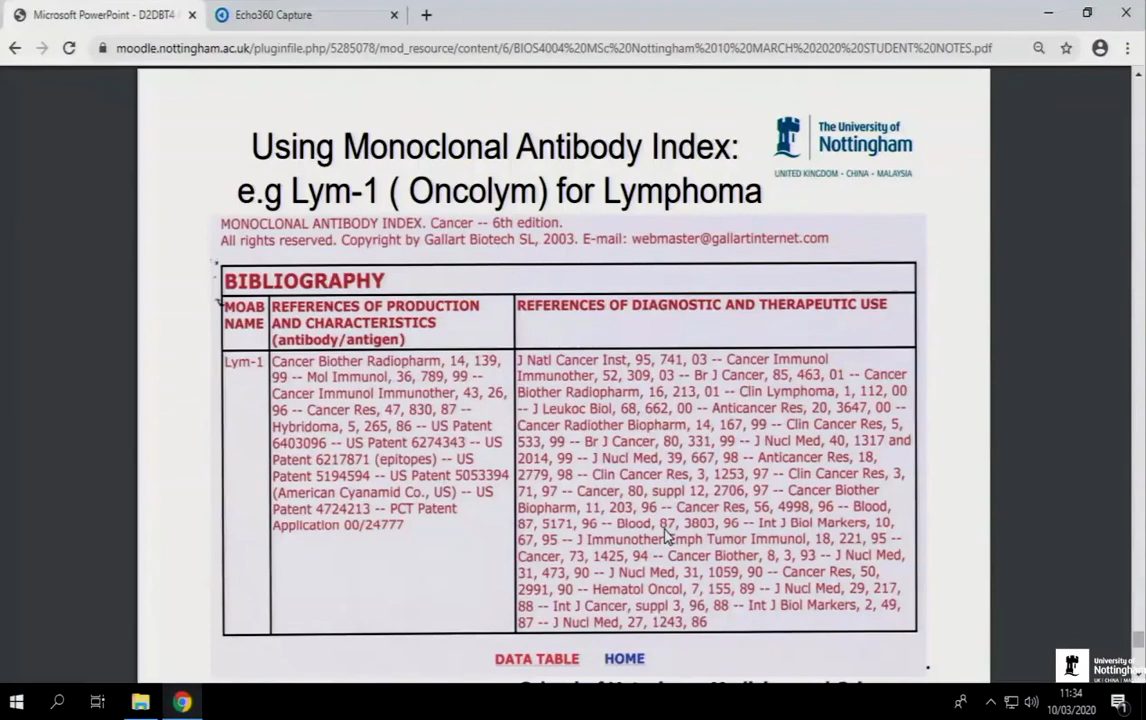 Microsoft PowerPoint - D2DBT4
Echo360 Capture
moodle.nottingham.ac.uk/pluginfile.php/5285078/mod_resource/content/6/BIOS4004%20MSc%20Nottingham%2010%20MARCH%202020%20STUDENT%20NOTES.pdf
Using Monoclonal Antibody Index:
e.g Lym-1 ( Oncolym) for Lymphoma
The University of
Nottingham
UNITED KINGDOM · CHINA · MALAYSIA
MONOCLONAL ANTIBODY INDEX. Cancer -- 6th edition.
All rights reserved. Copyright by Gallart Biotech SL, 2003. E-mail: webmaster@gallartinternet.com
BIBLIOGRAPHY
MOAB
NAME
REFERENCES OF PRODUCTION
AND CHARACTERISTICS
(antibody/antigen)
REFERENCES OF DIAGNOSTIC AND THERAPEUTIC USE
Lym-1
Cancer Biother Radiopharm, 14, 139,
99 -- Mol Immunol, 36, 789, 99 --
Cancer Immunol Immunother, 43, 26,
96 -- Cancer Res, 47, 830, 87 --
Hybridoma, 5, 265, 86 -- US Patent
6403096 -- US Patent 6274343 -- US
Patent 6217871 (epitopes) -- US
Patent 5194594 -- US Patent 5053394
(American Cyanamid Co., US) -- US
Patent 4724213 -- PCT Patent
Application 00/24777
J Natl Cancer Inst, 95, 741, 03 -- Cancer Immunol
Immunother, 52, 309, 03 -- Br J Cancer, 85, 463, 01 -- Cancer
Biother Radiopharm, 16, 213, 01 -- Clin Lymphoma, 1, 112, 00
-- J Leukoc Biol, 68, 662, 00 -- Anticancer Res, 20, 3647, 00 --
Cancer Radiother Biopharm, 14, 167, 99 -- Clin Cancer Res, 5,
533, 99 -- Br J Cancer, 80, 331, 99 -- J Nucl Med, 40, 1317 and
2014, 99 -- J Nucl Med, 39, 667, 98 -- Anticancer Res, 18,
2779, 98 -- Clin Cancer Res, 3, 1253, 97 -- Clin Cancer Res, 3,
71, 97 -- Cancer, 80, suppl 12, 2706, 97 -- Cancer Biother
Biopharm, 11, 203, 96 -- Cancer Res, 56, 4998, 96 -- Blood,
87, 5171, 96 -- Blood, 87, 3803, 96 -- Int J Biol Markers, 10,
67, 95 -- J Immunother Emph Tumor Immunol, 18, 221, 95 --
Cancer, 73, 1425, 94 -- Cancer Biother, 8, 3, 93 -- J Nucl Med,
31, 473, 90 -- J Nucl Med, 31, 1059, 90 -- Cancer Res, 50,
2991, 90 -- Hematol Oncol, 7, 155, 89 -- J Nucl Med, 29, 217,
88 -- Int J Cancer, suppl 3, 96, 88 -- Int J Biol Markers, 2, 49,
87 -- J Nucl Med, 27, 1243, 86
DATA TABLE HOME
University of
Nottingham
UK | CHINA | MALAYSIA
11:34
10/03/2020
1